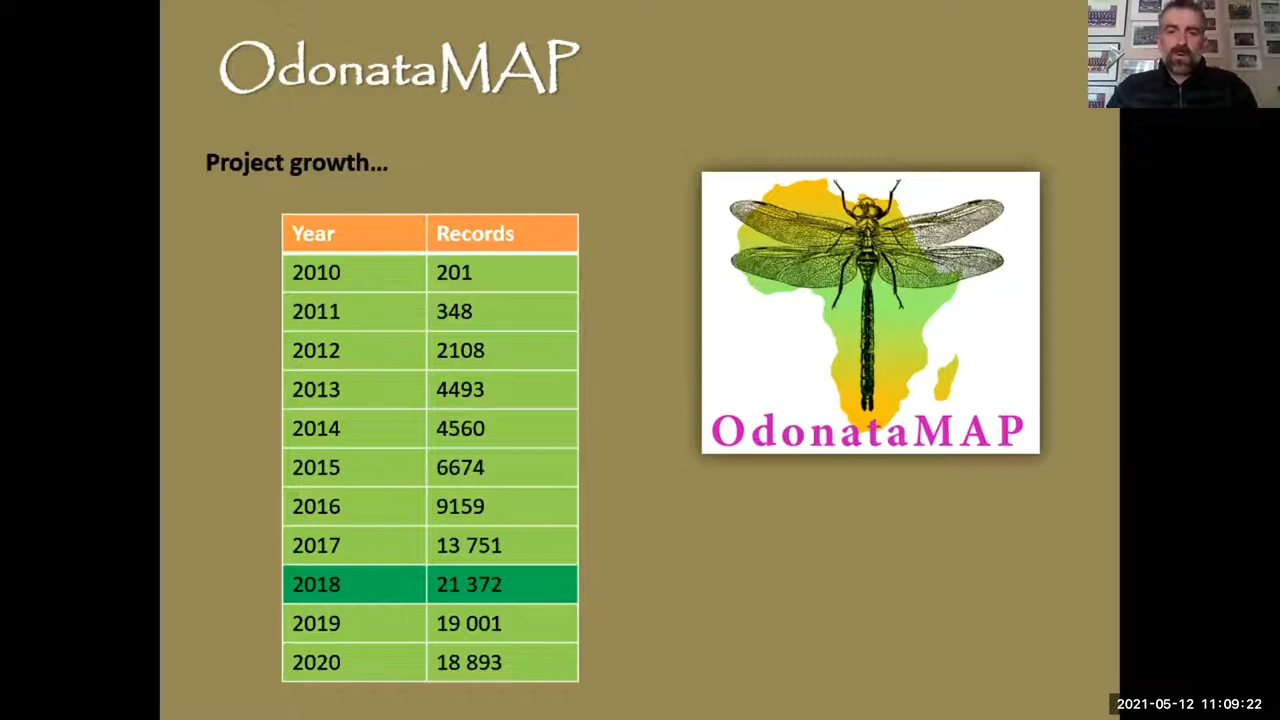 OdonataMAP
Project growth...
Year Records
2010 201
2011 348
2012 2108
2013 4493
2014 4560
2015 6674
2016 9159
2017 13 751
2018 21 372
2019 19 001
2020 18 893
OdonataMAP
2021-05-12 11:09:22